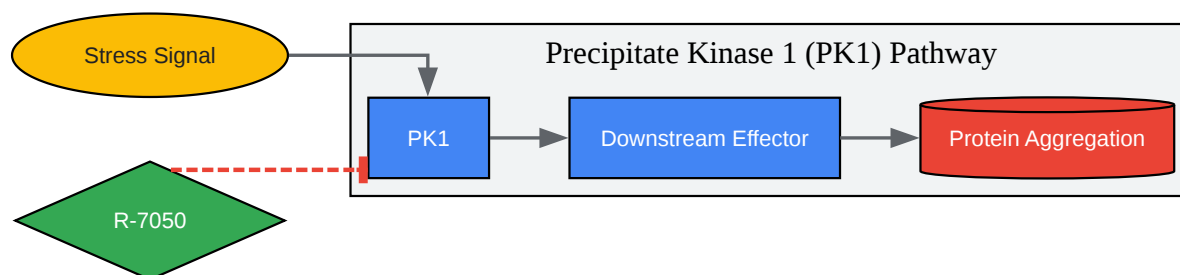 Stress Signal
Precipitate Kinase 1 (PK1) Pathway
PK1
Downstream Effector
Protein Aggregation
R-7050